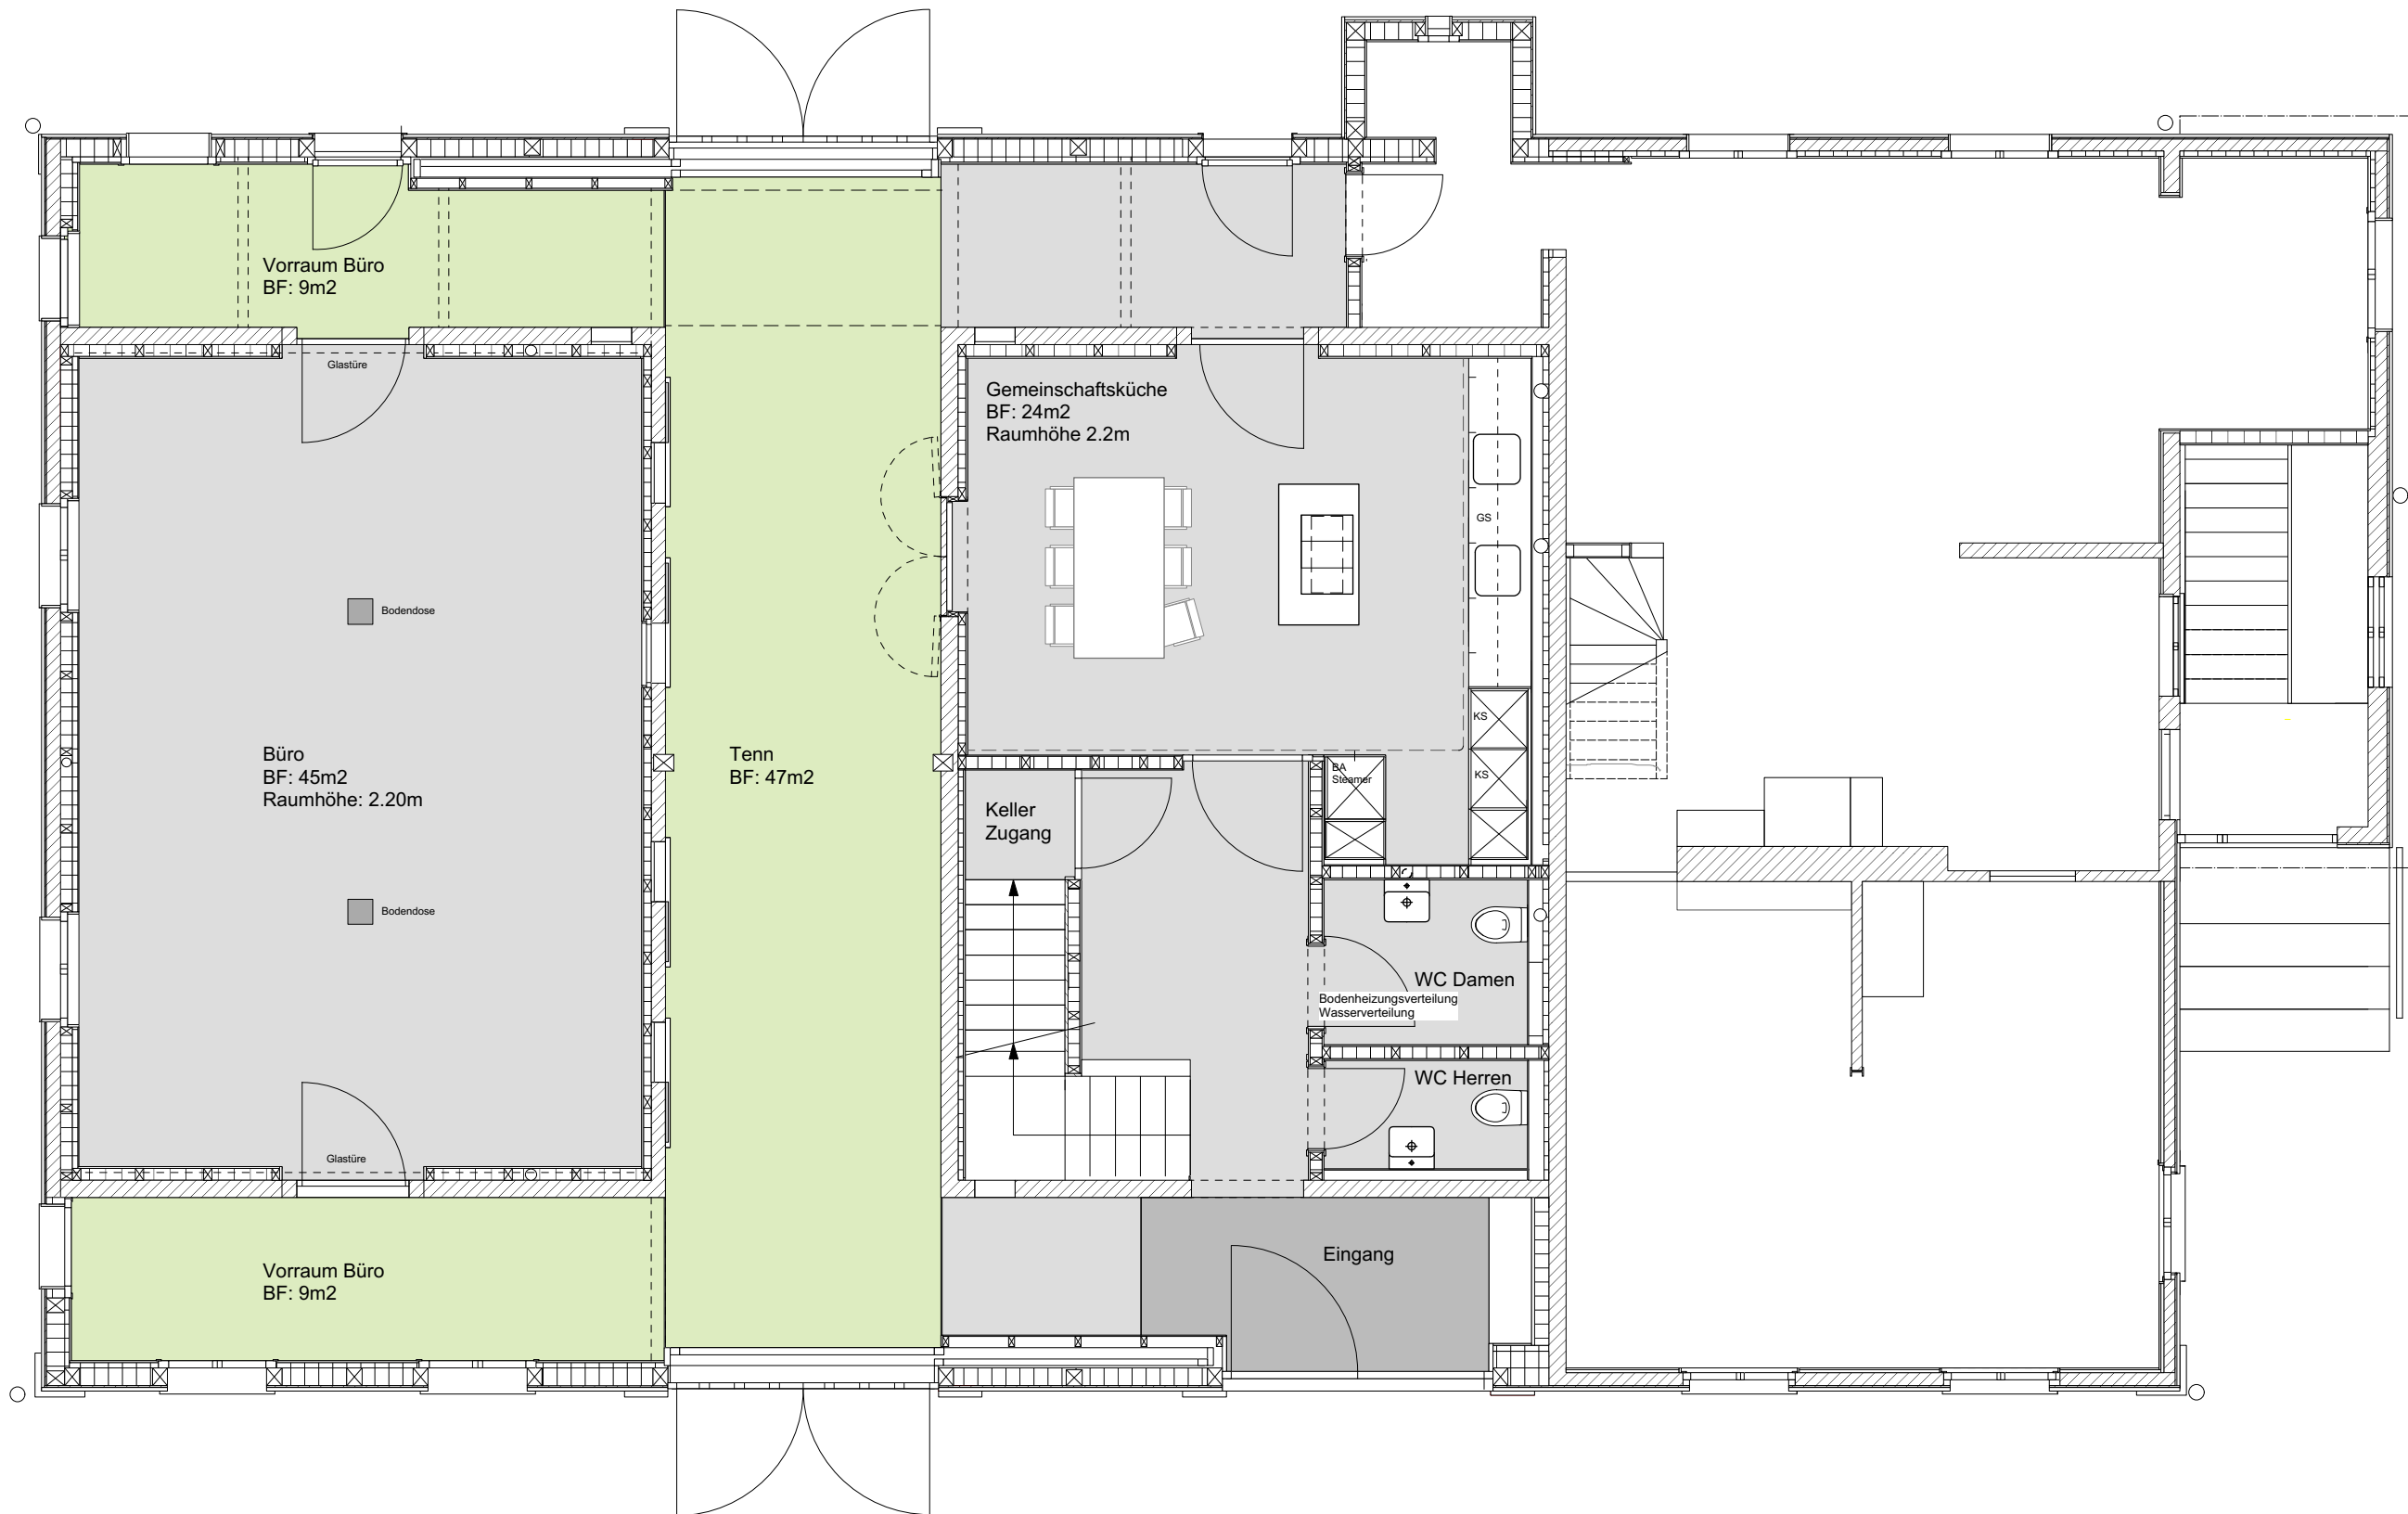 Vorraum Büro
BF: 9m2
Glastüre
Gemeinschaftsküche
BF: 24m2
Raumhöhe 2.2m
GS
Bodendose
KS
Büro
BF: 45m2
Raumhöhe: 2.20m
Tenn
BF: 47m2
BA
Steamer
KS
Keller
Zugang
Bodendose
WC Damen
Bodenheizungsverteilung
Wasserverteilung
WC Herren
Glastüre
Eingang
Vorraum Büro
BF: 9m2